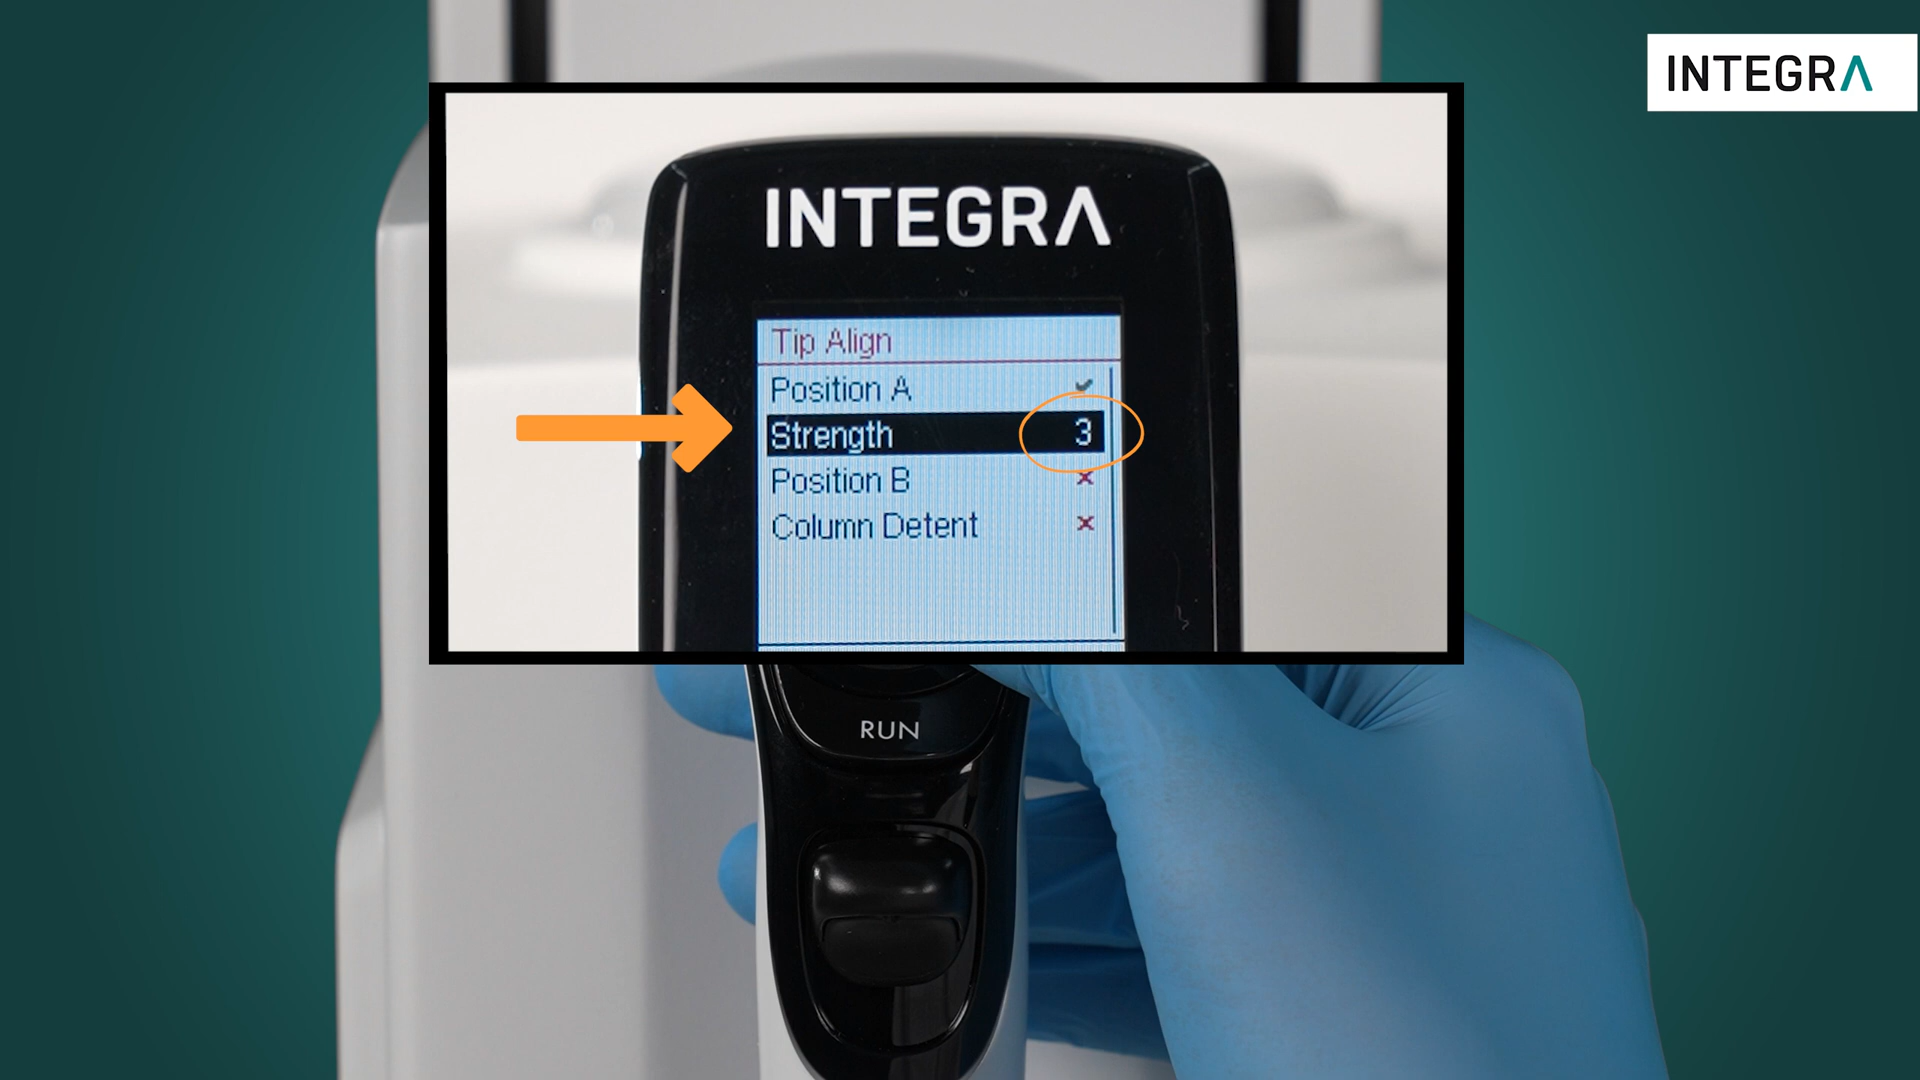 INTEGRA
INTEGRA
Tip Align
Position A
Strength 3
Position B
Column Detent
RUN